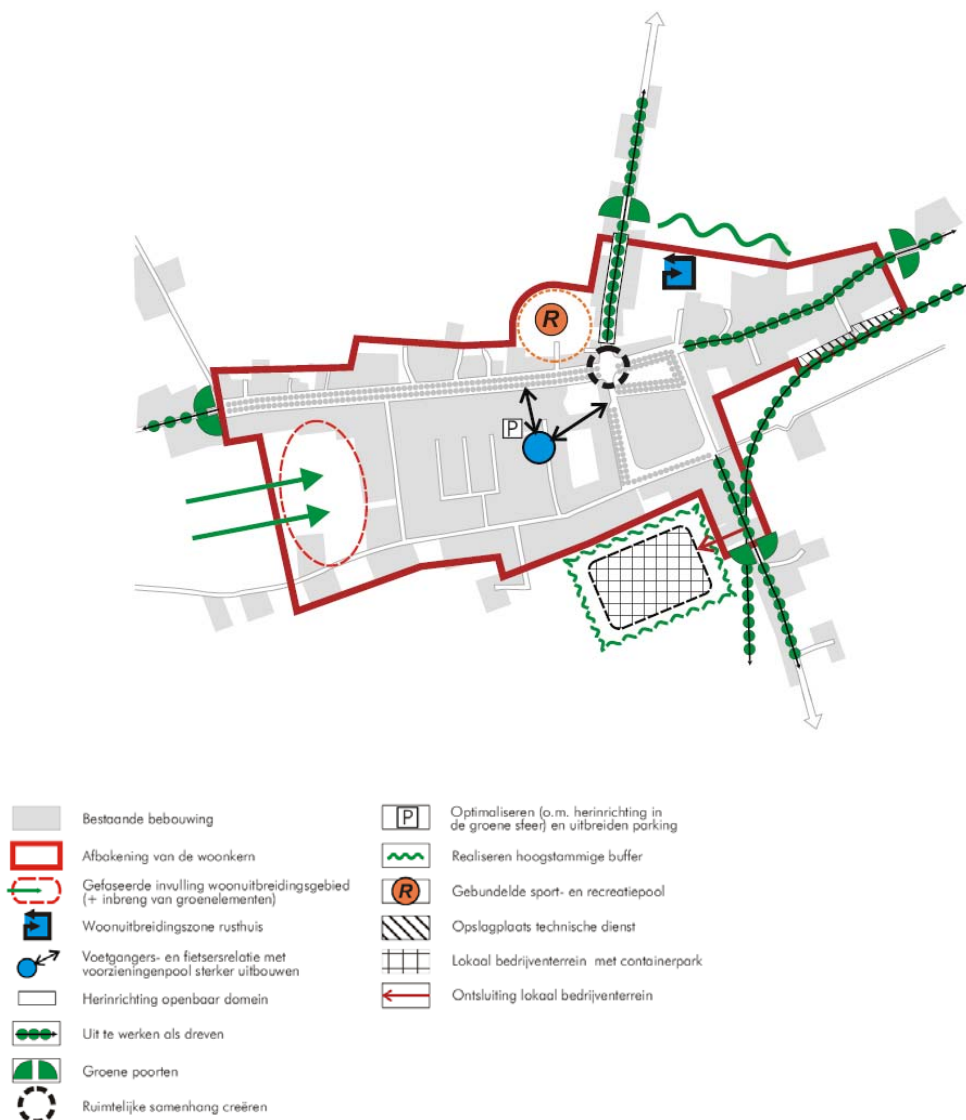 R
P
Bestaande bebouwing
Afbakening van de woonkern
Gefaseerde invulling woonuitbreidingsgebied
(+ inbreng van groenelementen)
Woonuitbreidingszone rusthuis
Voetgangers- en fietsersrelatie met
voorzieningenpool sterker uitbouwen
Herinrichting openbaar domein
Uit te werken als dreven
Groene poorten
Ruimtelijke samenhang creëren
P
Optimaliseren (o.m. herinrichting in
de groene sfeer) en uitbreiden parking
Realiseren hoogstammige buffer
R
Gebundelde sport- en recreatiepool
Opslagplaats technische dienst
Lokaal bedrijventerrein met containerpark
Ontsluiting lokaal bedrijventerrein